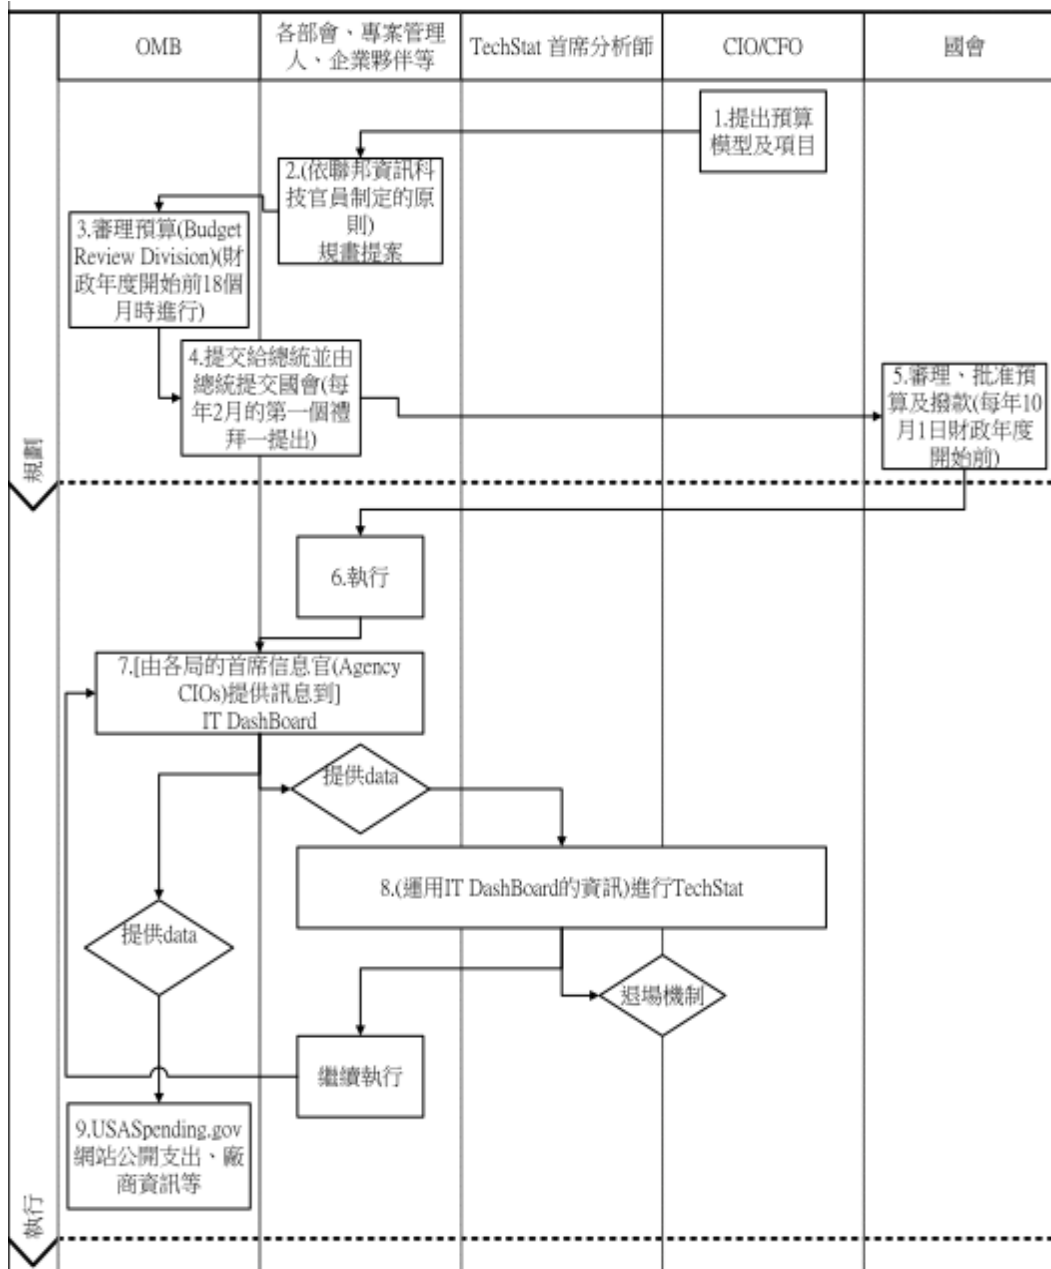 OMB
各部會、專案管理
人、企業夥伴等
TechStat 首席分析師
CIO/CFO
國會
1.提出預算
模型及項目
2.(依聯邦資訊科
技官員制定的原
則)
規畫提案
3.審理預算(Budget
Review Division)(財
政年度開始前18個
月時進行)
4.提交給總統並由
總統提交國會(每
年2月的第一個禮
拜一提出)
5.審理、批准預
算及撥款(每年10
月1日財政年度
開始前)
規劃
6.執行
7.[由各局的首席信息官(Agency
CIOs)提供訊息到]
IT DashBoard
提供data
8.(運用IT DashBoard的資訊)進行TechStat
提供data
退場機制
繼續執行
9.USASpending.gov
網站公開支出、廠
商資訊等
執行